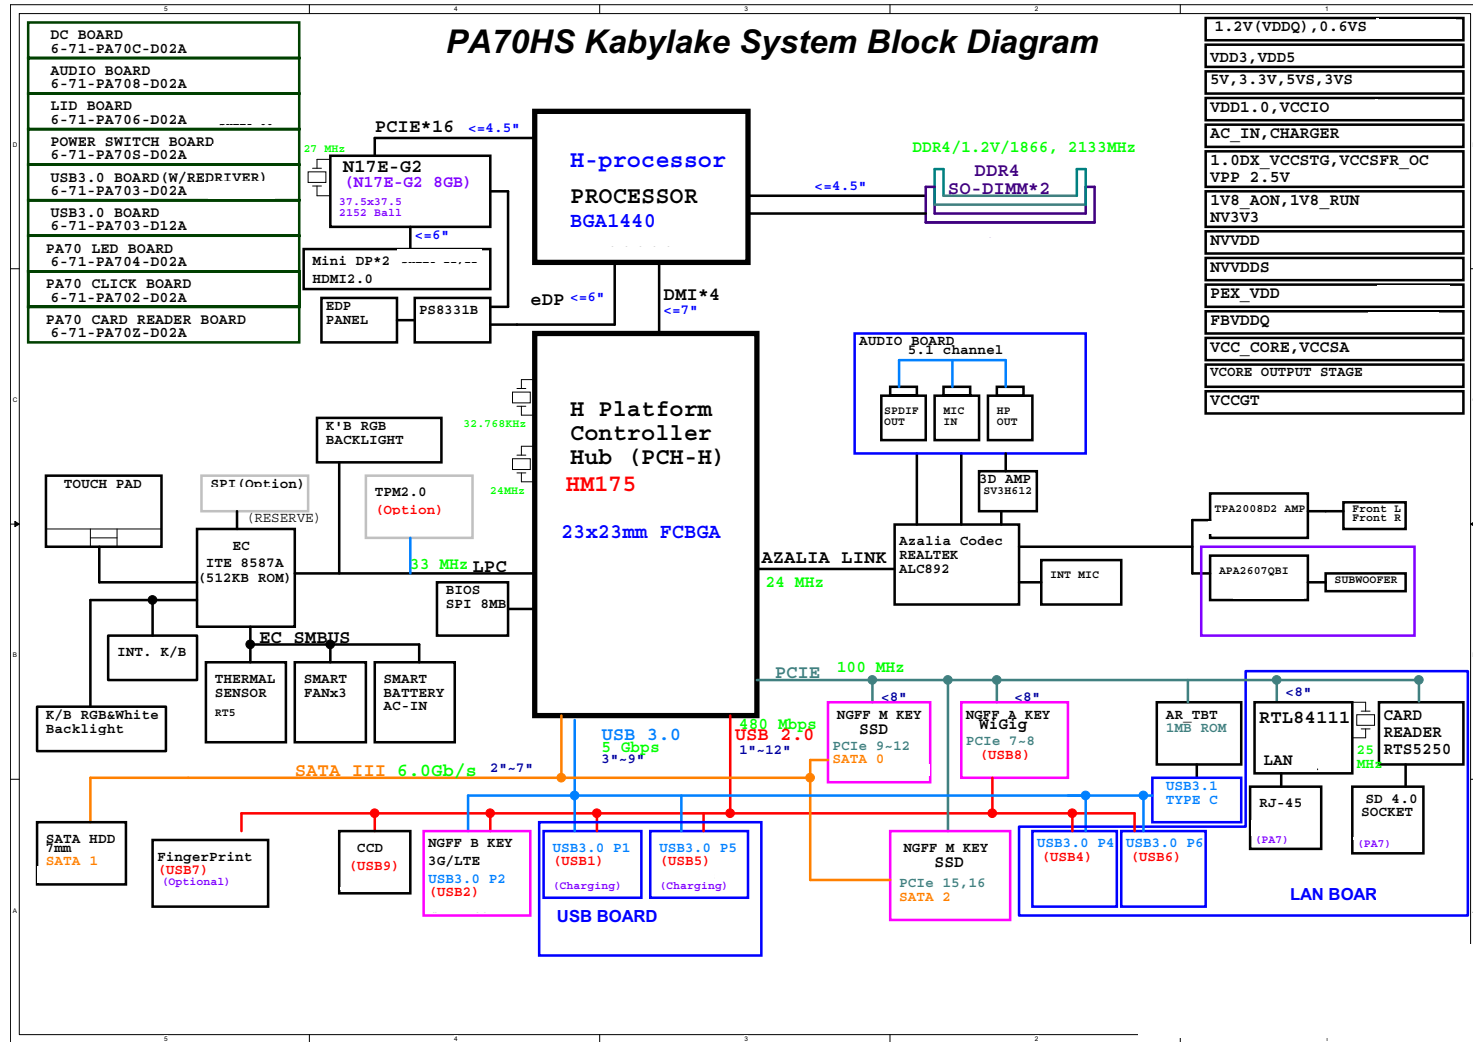 PA70HS Kabylake System Block Diagram
DC BOARD
6-71-PA70C-D02A
AUDIO BOARD
6-71-PA708-D02A
LID BOARD
6-71-PA706-D02A
POWER SWITCH BOARD
6-71-PA70S-D02A
USB3.0 BOARD(W/REDRIVER)
6-71-PA703-D02A
USB3.0 BOARD
6-71-PA703-D12A
PA70 LED BOARD
6-71-PA704-D02A
PA70 CLICK BOARD
6-71-PA702-D02A
PA70 CARD READER BOARD
6-71-PA70Z-D02A
1.2V(VDDQ),0.6VS
VDD3,VDD5
5V,3.3V,5VS,3VS
VDD1.0,VCCIO
AC_IN,CHARGER
1.0DX_VCCSTG,VCCSFR_OC
VPP 2.5V
1V8_AON,1V8_RUN
NV3V3
NVVDD
NVVDDS
PEX_VDD
FBVDDQ
VCC_CORE,VCCSA
VCORE OUTPUT STAGE
VCCGT
PCIE*16 <=4.5"
27 MHz
N17E-G2
(N17E-G2 8GB)
37.5x37.5
2152 Ball
<=6"
Mini DP*2
HDMI2.0
EDP
PANEL
PS8331B
H-processor
PROCESSOR
BGA1440
eDP <=6"
DMI*4
<=7"
<=4.5"
DDR4/1.2V/1866, 2133MHz
DDR4
SO-DIMM*2
H Platform
Controller
Hub (PCH-H)
HM175
23x23mm FCBGA
32.768KHz
24MHz
AUDIO BOARD
5.1 channel
SPDIF
OUT
MIC
IN
HP
OUT
3D AMP
SV3H612
Azalia Codec
REALTEK
ALC892
AZALIA LINK
24 MHz
INT MIC
TPA2008D2 AMP
Front L
Front R
APA2607QBI
SUBWOOFER
K'B RGB
BACKLIGHT
TOUCH PAD
SPI(Option)
(RESERVE)
TPM2.0
(Option)
EC
ITE 8587A
(512KB ROM)
33 MHz LPC
BIOS
SPI 8MB
EC SMBUS
INT. K/B
K/B RGB&White
Backlight
THERMAL
SENSOR
RT5
SMART
FANx3
SMART
BATTERY
AC-IN
PCIE 100 MHz
<8"
<8"
<8"
NGFF M KEY
SSD
PCIe 9~12
SATA 0
NGFF A KEY
WiGig
PCIe 7~8
(USB8)
AR_TBT
1MB ROM
RTL84111
LAN
25
MHz
CARD
READER
RTS5250
USB3.1
TYPE C
RJ-45
(PA7)
SD 4.0
SOCKET
(PA7)
USB 3.0
5 Gbps
3"~9"
480 Mbps
USB 2.0
1"~12"
SATA III 6.0Gb/s 2"~7"
SATA HDD
7mm
SATA 1
FingerPrint
(USB7)
(Optional)
CCD
(USB9)
NGFF B KEY
3G/LTE
USB3.0 P2
(USB2)
USB3.0 P1
(USB1)
(Charging)
USB3.0 P5
(USB5)
(Charging)
USB BOARD
NGFF M KEY
SSD
PCIe 15,16
SATA 2
USB3.0 P4
(USB4)
USB3.0 P6
(USB6)
LAN BOAR